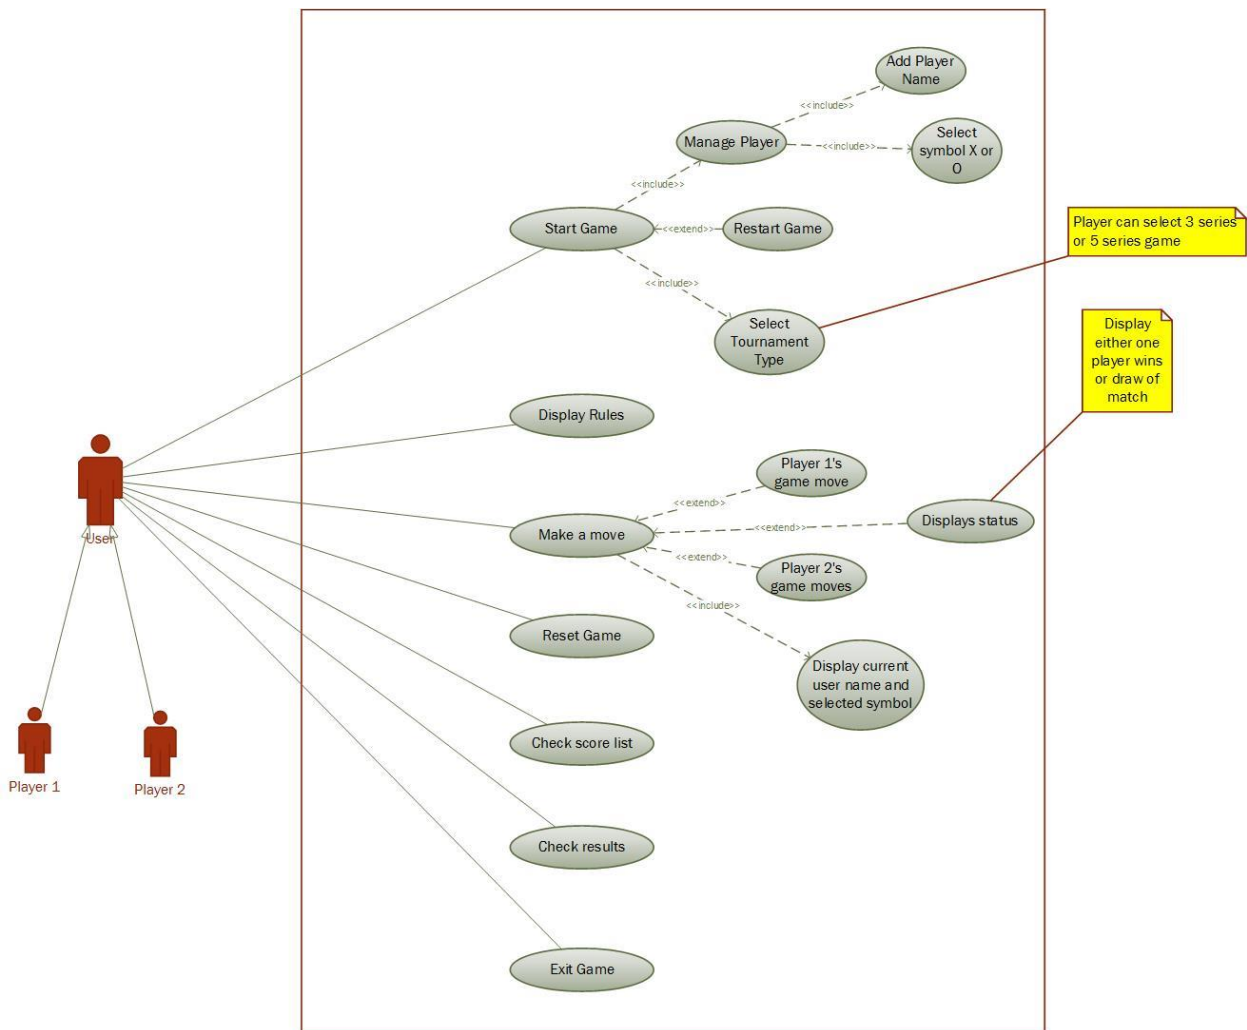 Add Player
Name
<<include>>
Manage Player
<<include>>
Select
symbol X or
O
<<include>>
Start Game
<<extend>>
Restart Game
Player can select 3 series
or 5 series game
<<include>>
Select
Tournament
Type
Display
either one
player wins
or draw of
match
Display Rules
Player 1's
game move
<<extend>>
Make a move
<<extend>>
Displays status
<<extend>>
Player 2's
game moves
<<include>>
User
Reset Game
Display current
user name and
selected symbol
Check score list
Player 1
Player 2
Check results
Exit Game